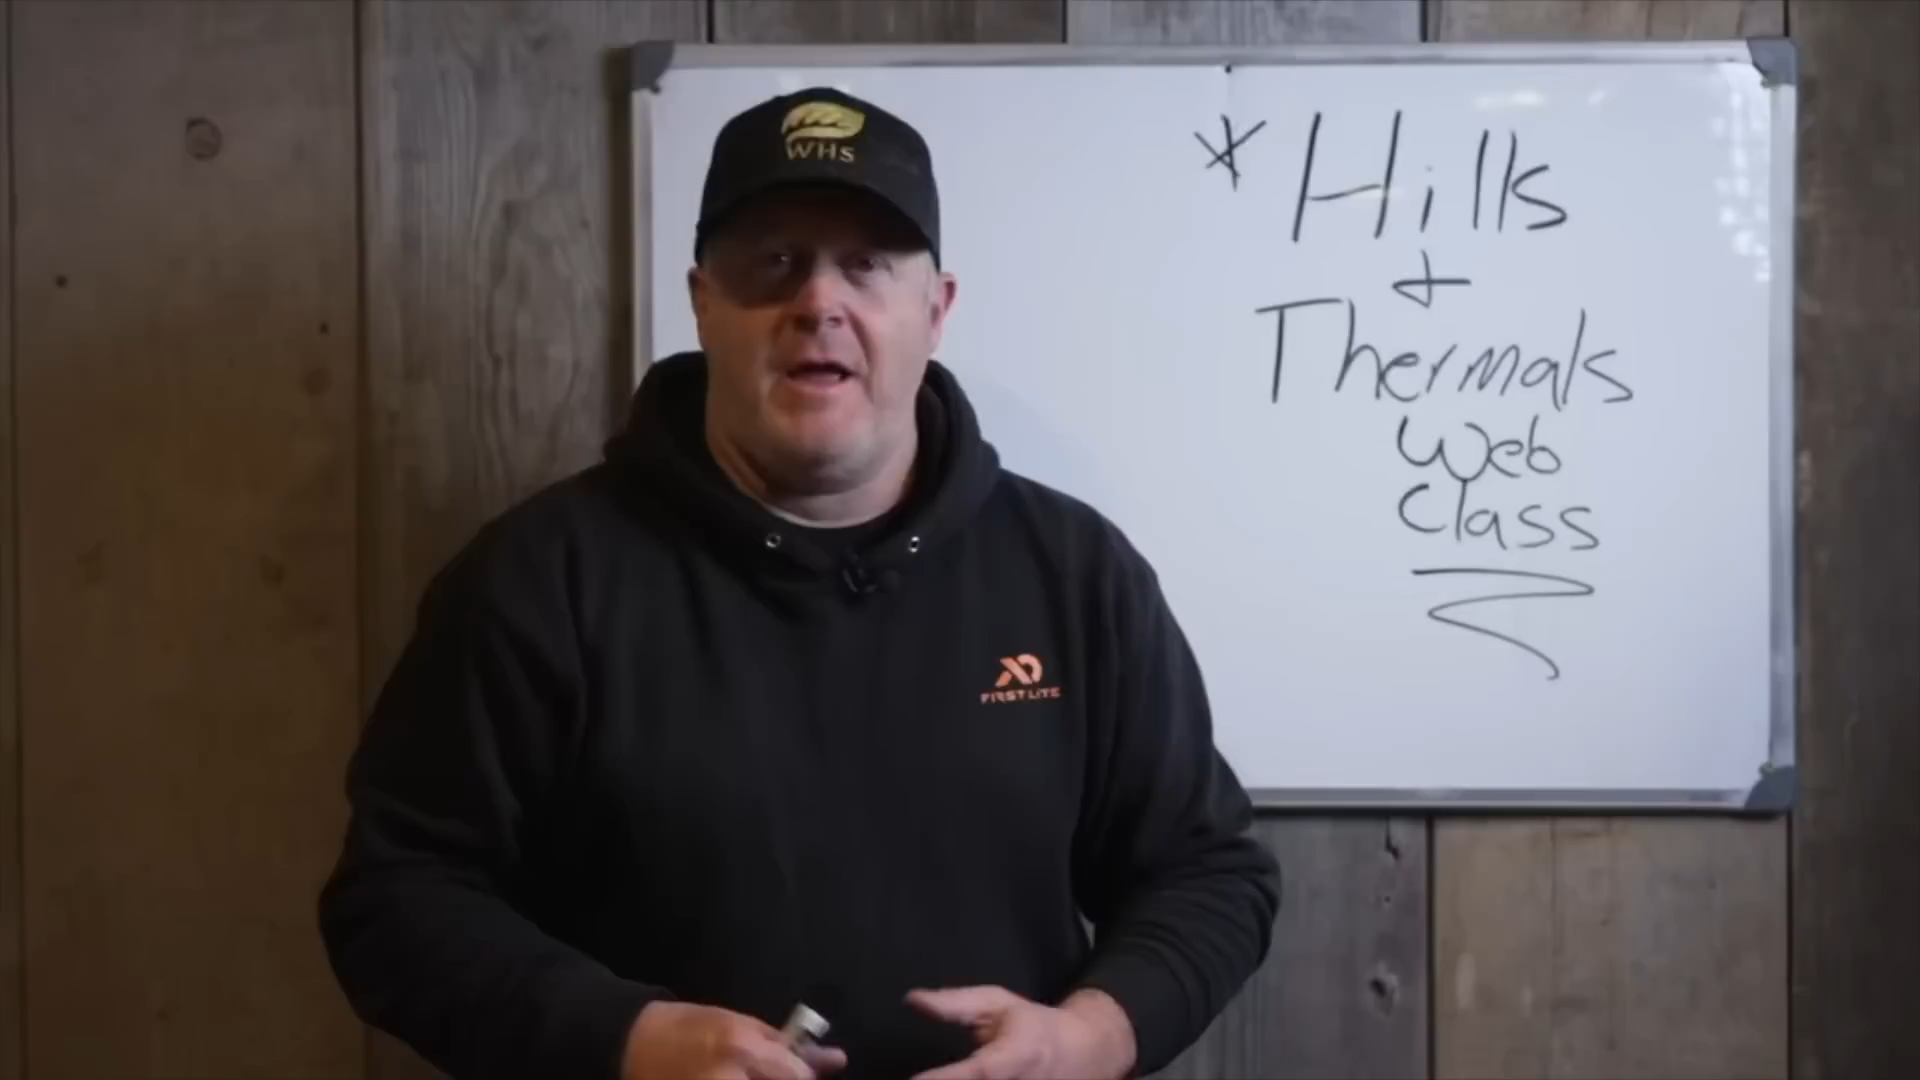 WHS
* Hills
+
Thermals
Web
Class
FIRST LITE